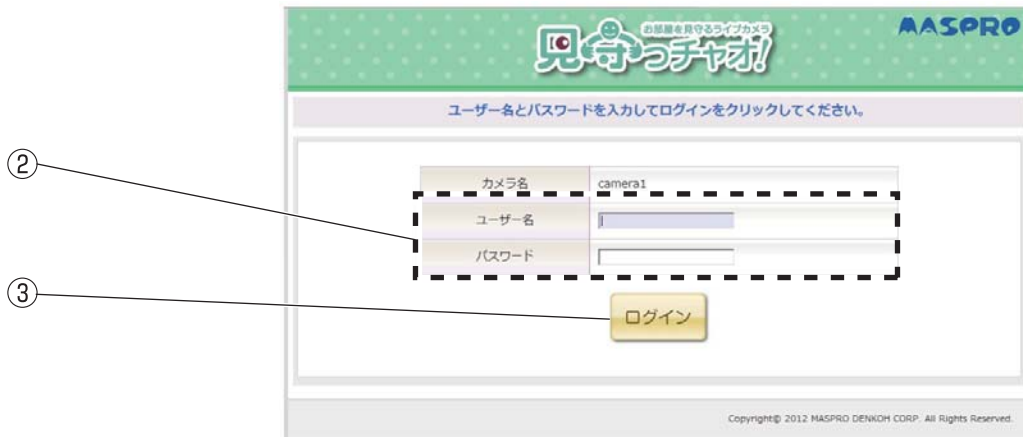 お部屋を見守るライブカメラ
見守っチャオ!
MASPRO
ユーザー名とパスワードを入力してログインをクリックしてください。
カメラ名 camera1
② ユーザー名
パスワード
③ ログイン
Copyright© 2012 MASPRO DENKOH CORP. All Rights Reserved.